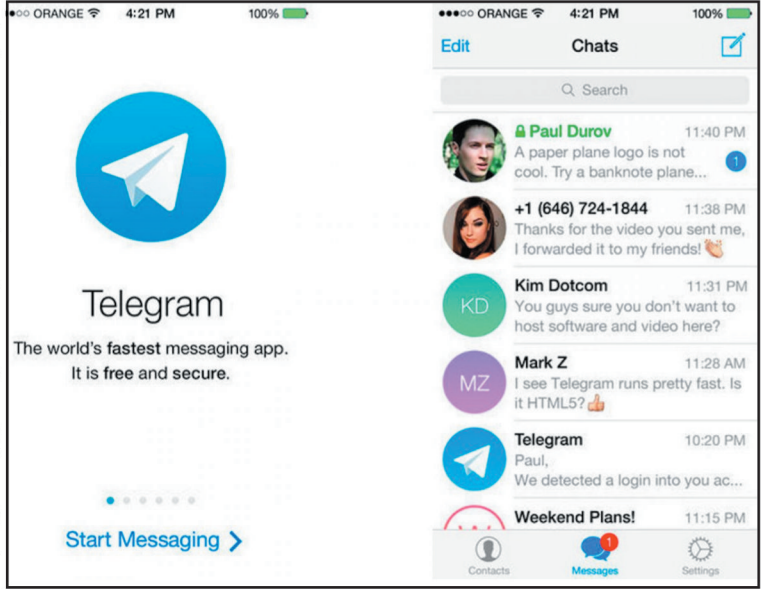 ORANGE 4:21 PM 100%
Telegram
The world's fastest messaging app.
It is free and secure.
Start Messaging
ORANGE 4:21 PM 100%
Edit Chats
Search
Paul Durov 11:40 PM
A paper plane logo is not
cool. Try a banknote plane...
1
+1 (646) 724-1844 11:38 PM
Thanks for the video you sent me,
I forwarded it to my friends! 👏
KD
Kim Dotcom 11:31 PM
You guys sure you don't want to
host software and video here?
MZ
Mark Z 11:28 AM
I see Telegram runs pretty fast. Is
it HTML5? 👍
Telegram 10:20 PM
Paul,
We detected a login into you ac...
Weekend Plans! 11:15 PM
1
Contacts Messages Settings